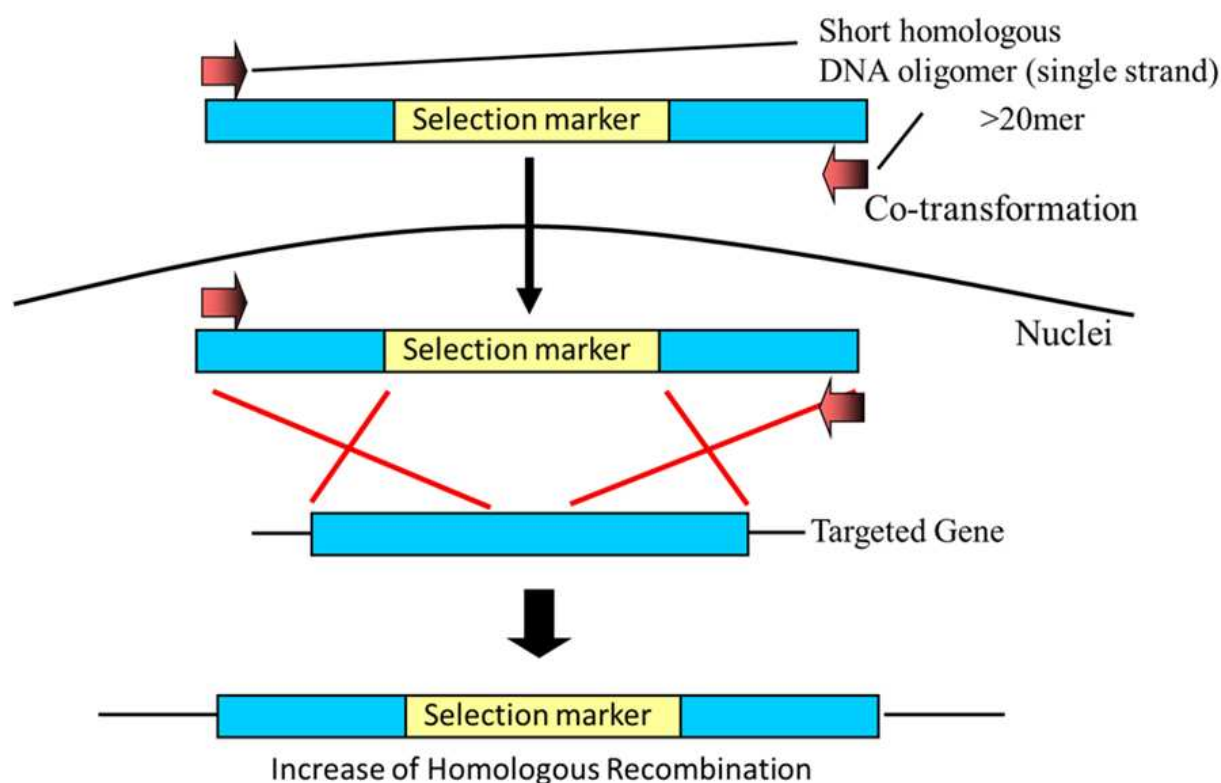 Short homologous
DNA oligomer (single strand)
>20mer
Selection marker
Co-transformation
Nuclei
Selection marker
Targeted Gene
Selection marker
Increase of Homologous Recombination